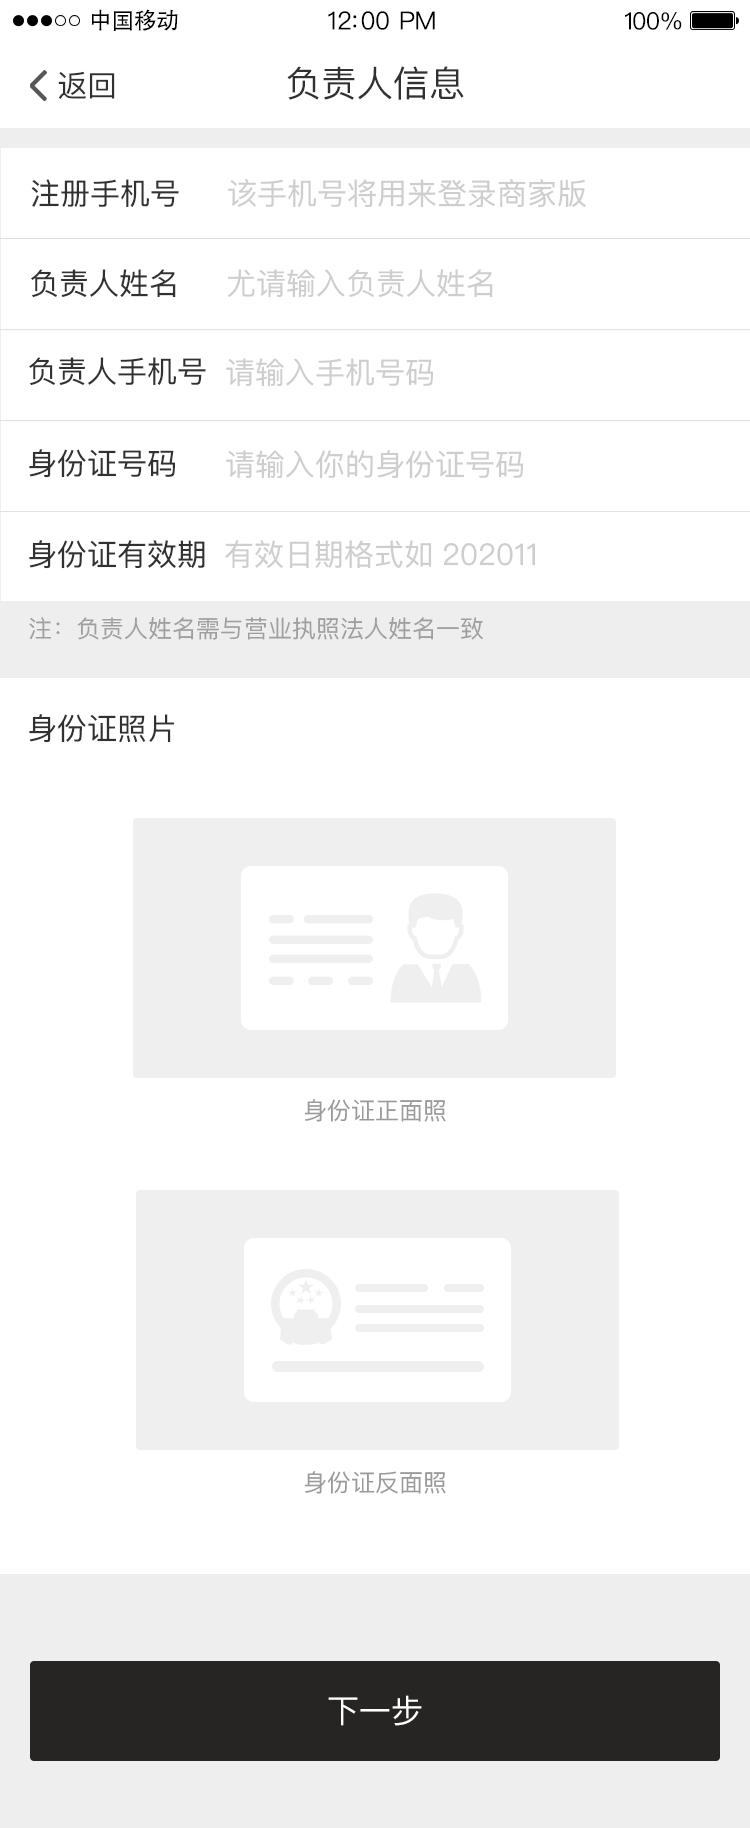 中国移动 12:00 PM 100%
返回 负责人信息
注册手机号 该手机号将用来登录商家版
负责人姓名 尤请输入负责人姓名
负责人手机号 请输入手机号码
身份证号码 请输入你的身份证号码
身份证有效期 有效日期格式如 202011
注：负责人姓名需与营业执照法人姓名一致
身份证照片
身份证正面照
身份证反面照
下一步